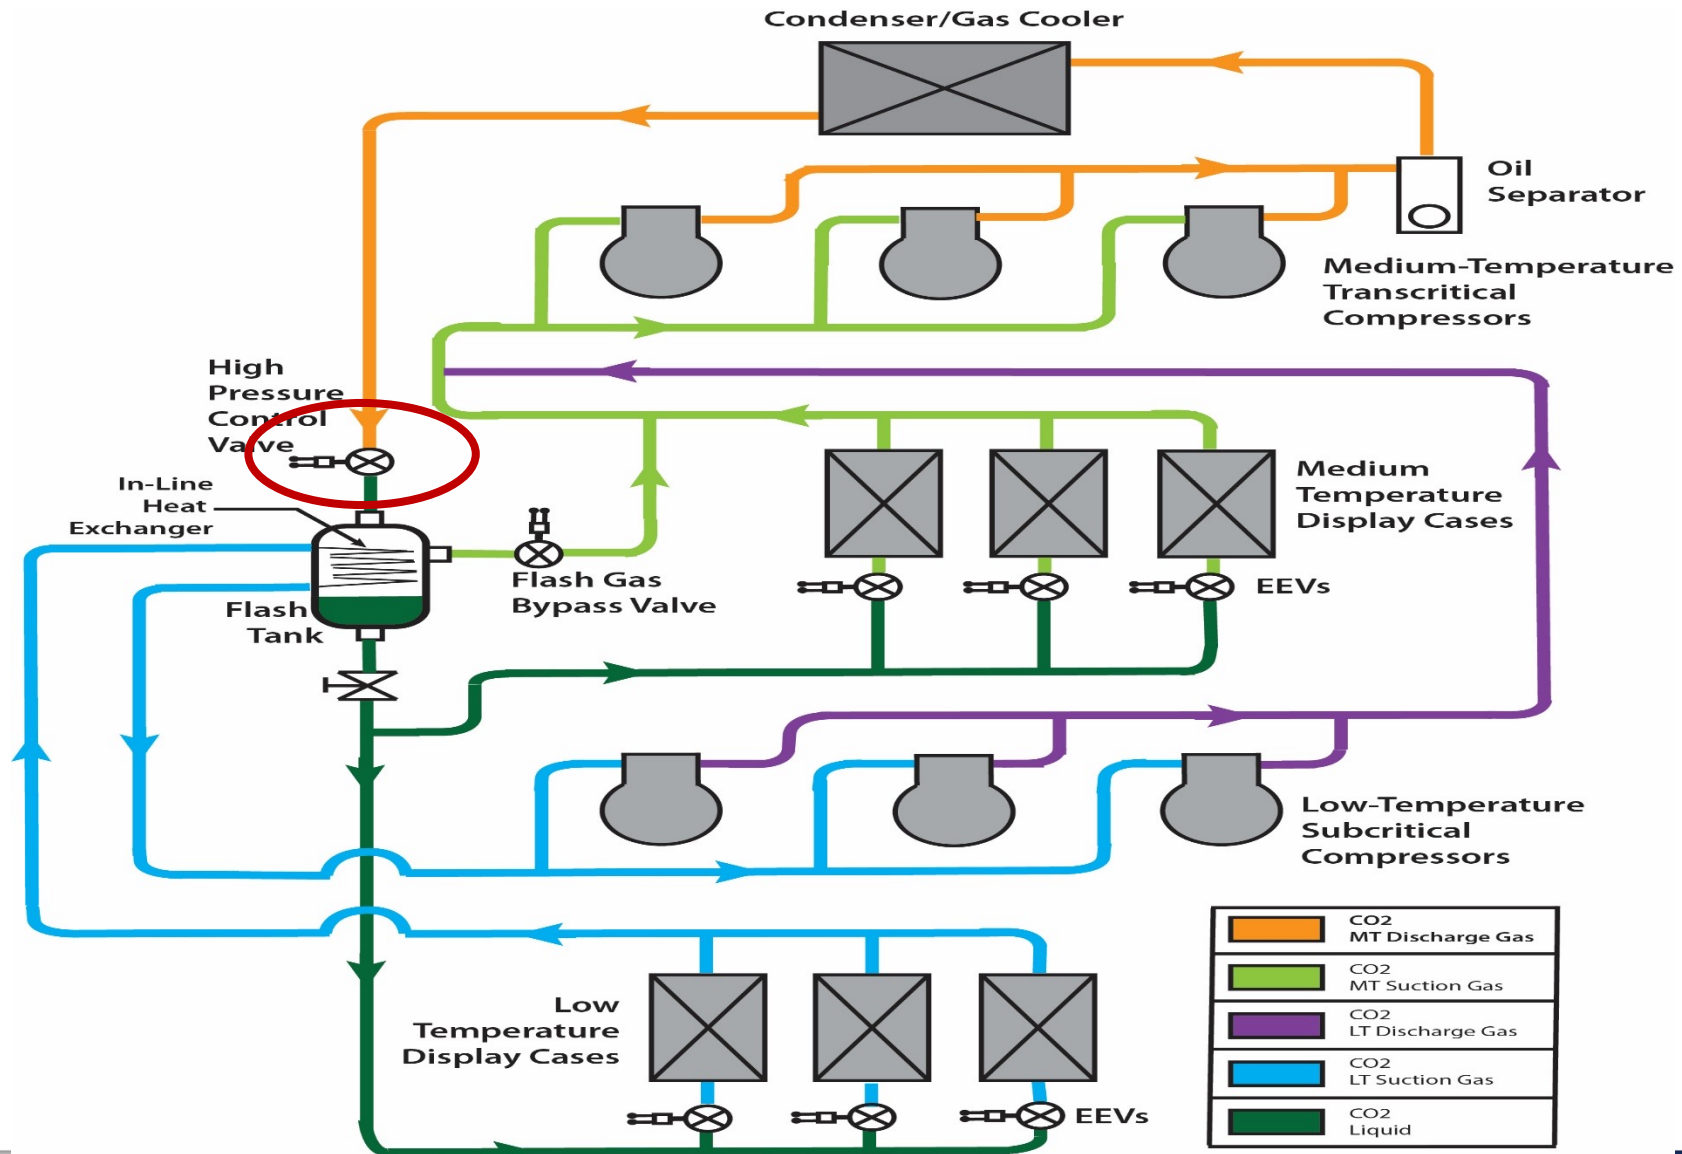 Condenser/Gas Cooler
Oil
Separator
Medium-Temperature
Transcritical
Compressors
High
Pressure
Control
Valve
In-Line
Heat
Exchanger
Flash Gas
Bypass Valve
Flash
Tank
Medium
Temperature
Display Cases
EEVs
Low-Temperature
Subcritical
Compressors
Low
Temperature
Display Cases
EEVs
CO2
MT Discharge Gas
CO2
MT Suction Gas
CO2
LT Discharge Gas
CO2
LT Suction Gas
CO2
Liquid